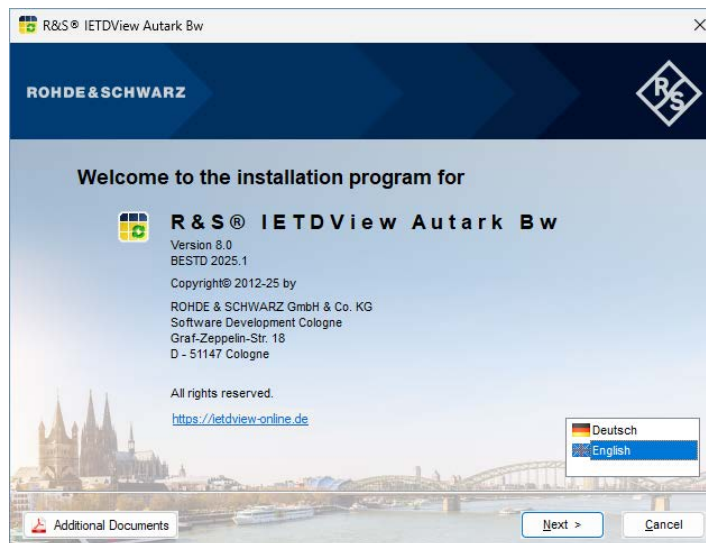 R&S® IETDView Autark Bw
ROHDE&SCHWARZ
R/S
Welcome to the installation program for
R&S® IETDView Autark Bw
Version 8.0
BESTD 2025.1
Copyright© 2012-25 by
ROHDE & SCHWARZ GmbH & Co. KG
Software Development Cologne
Graf-Zeppelin-Str. 18
D - 51147 Cologne
All rights reserved.
https://ietdview-online.de
Deutsch
English
Additional Documents
Next >
Cancel